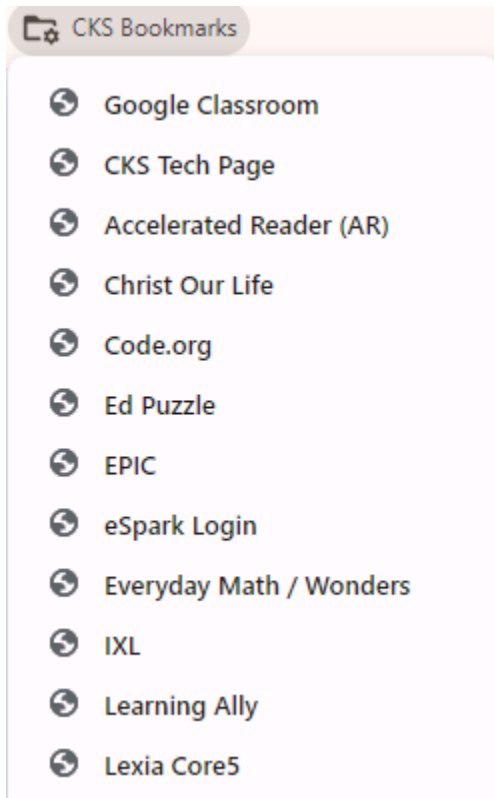 CKS Bookmarks
Google Classroom
CKS Tech Page
Accelerated Reader (AR)
Christ Our Life
Code.org
Ed Puzzle
EPIC
eSpark Login
Everyday Math / Wonders
IXL
Learning Ally
Lexia Core5